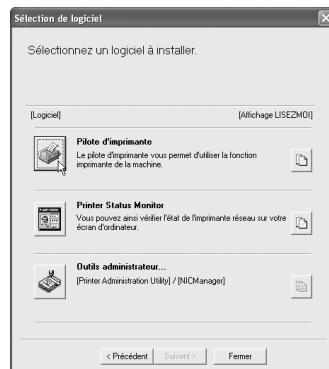 Sélection de logiciel
Sélectionnez un logiciel à installer.
[Logiciel] [Affichage LISEZMOI]
Pilote d'imprimante
Le pilote d'imprimante vous permet d'utiliser la fonction
imprimante de la machine.
Printer Status Monitor
Vous pouvez ainsi vérifier l'état de l'imprimante réseau sur votre
écran d'ordinateur.
Outils administrateur...
[Printer Administration Utility] / [NICManager]
< Précédent Suivant > Fermer